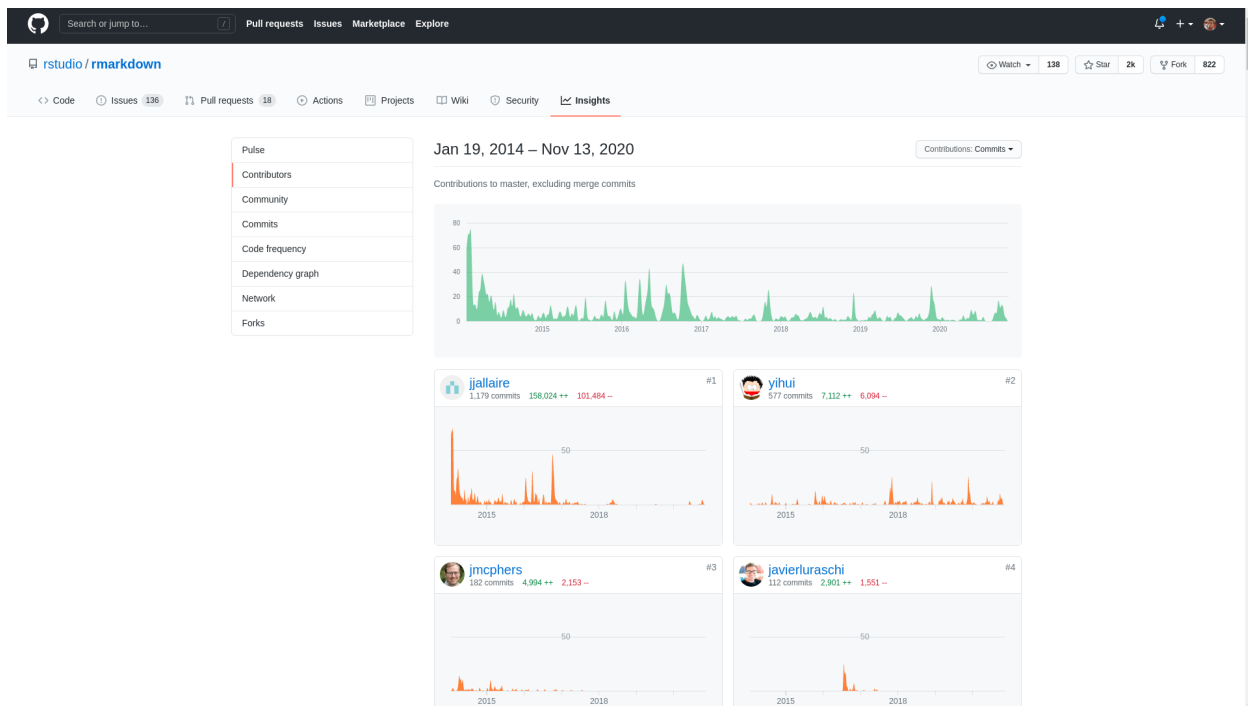 Search or jump to... / Pull requests Issues Marketplace Explore
rstudio / rmarkdown
Watch 138 Star 2k Fork 822
Code Issues 136 Pull requests 18 Actions Projects Wiki Security Insights
Pulse
Contributors
Community
Commits
Code frequency
Dependency graph
Network
Forks
Jan 19, 2014 – Nov 13, 2020
Contributions: Commits
Contributions to master, excluding merge commits
80
60
40
20
0
2015 2016 2017 2018 2019 2020
jjallaire #1
1,179 commits 158,024 ++ 101,484 --
50
2015 2018
yihui #2
577 commits 7,112 ++ 6,094 --
50
2015 2018
jmcphers #3
182 commits 4,994 ++ 2,153 --
50
2015 2018
javierluraschi #4
112 commits 2,901 ++ 1,551 --
50
2015 2018